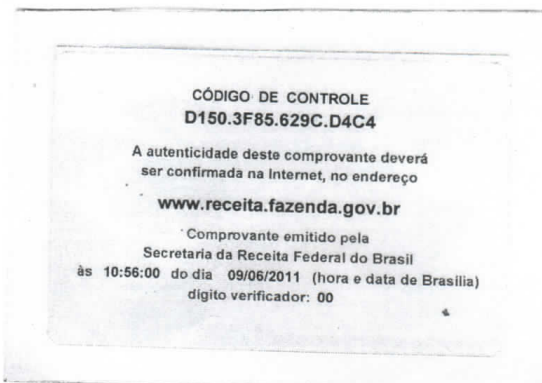 CÓDIGO DE CONTROLE
D150.3F85.629C.D4C4
A autenticidade deste comprovante deverá
ser confirmada na Internet, no endereço
www.receita.fazenda.gov.br
Comprovante emitido pela
Secretaria da Receita Federal do Brasil
às 10:56:00 do dia 09/06/2011 (hora e data de Brasília)
dígito verificador: 00